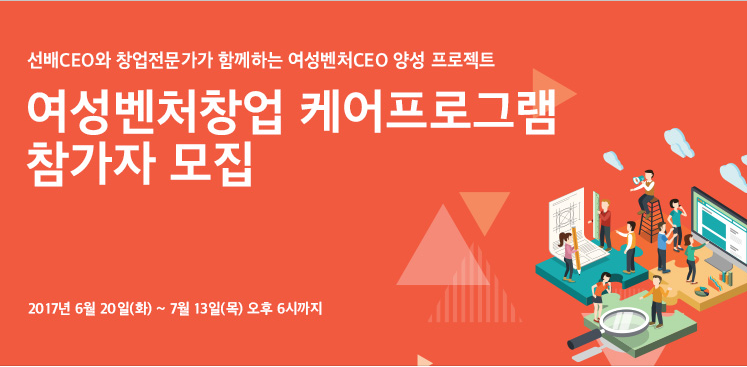 선배CEO와 창업전문가가 함께하는 여성벤처CEO 양성 프로젝트
여성벤처창업 케어프로그램
참가자 모집
2017년 6월 20일(화) ~ 7월 13일(목) 오후 6시까지